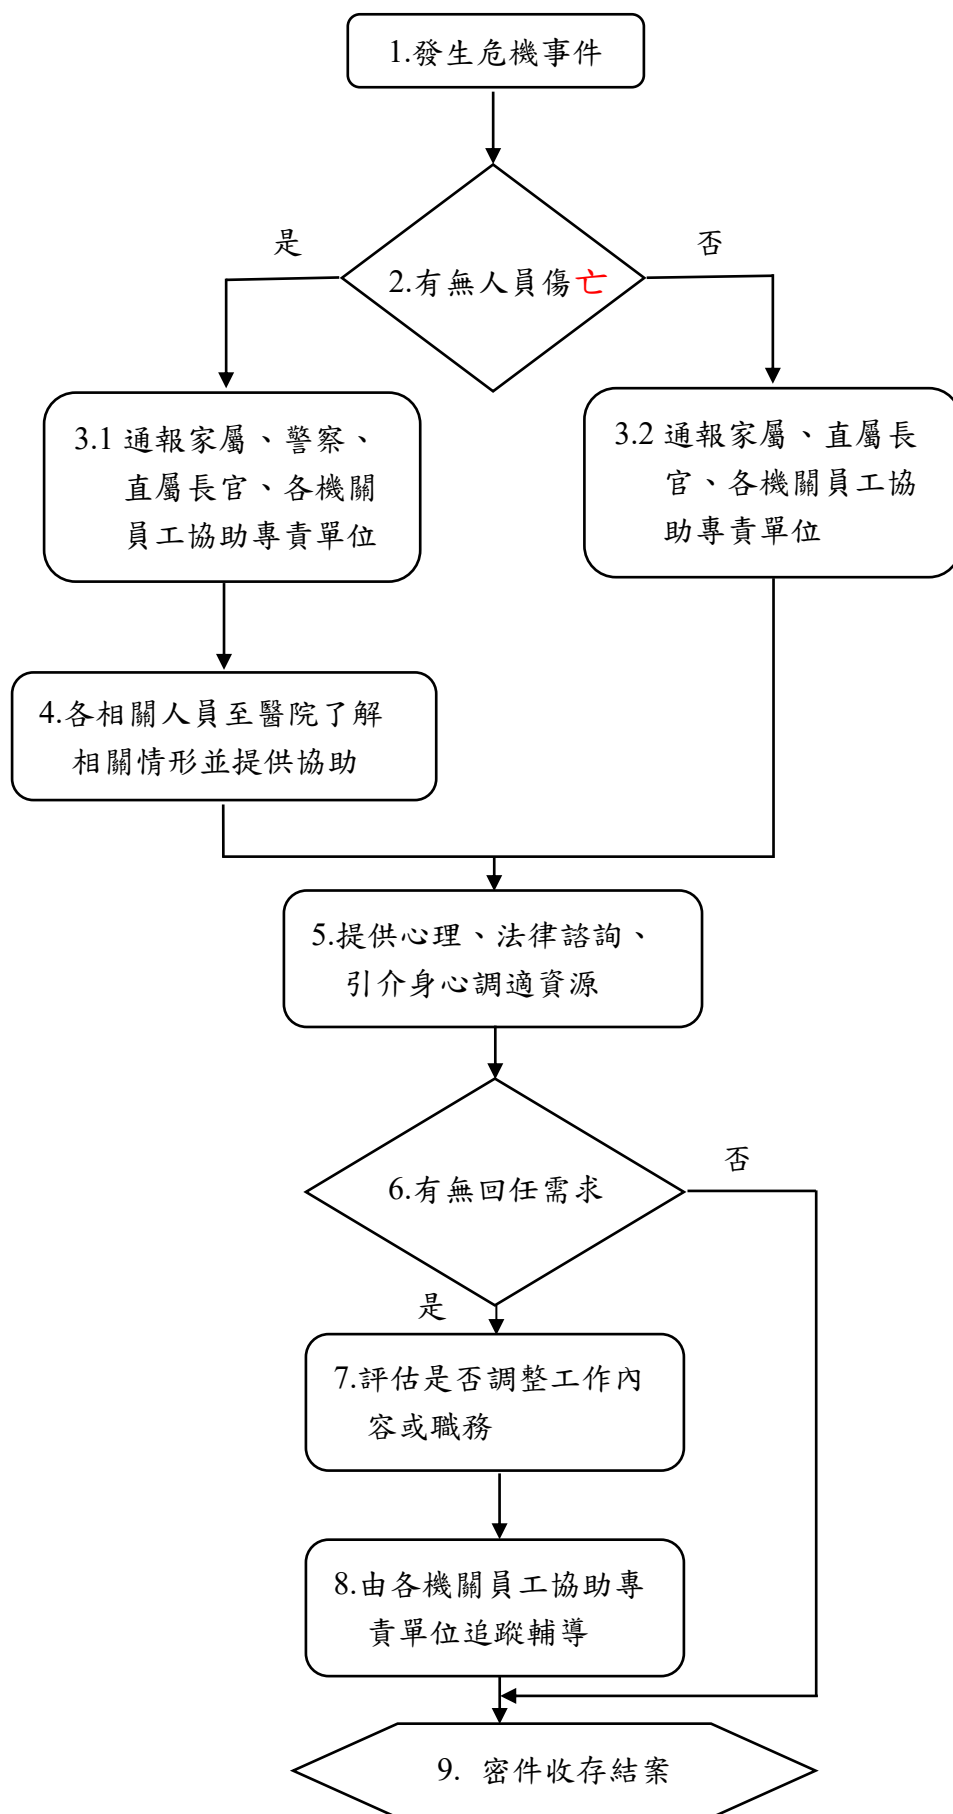 1.發生危機事件
是
否
2.有無人員傷亡
3.1 通報家屬、警察、
直屬長官、各機關
員工協助專責單位
3.2 通報家屬、直屬長
官、各機關員工協
助專責單位
4.各相關人員至醫院了解
相關情形並提供協助
5.提供心理、法律諮詢、
引介身心調適資源
否
6.有無回任需求
是
7.評估是否調整工作內
容或職務
8.由各機關員工協助專
責單位追蹤輔導
9. 密件收存結案